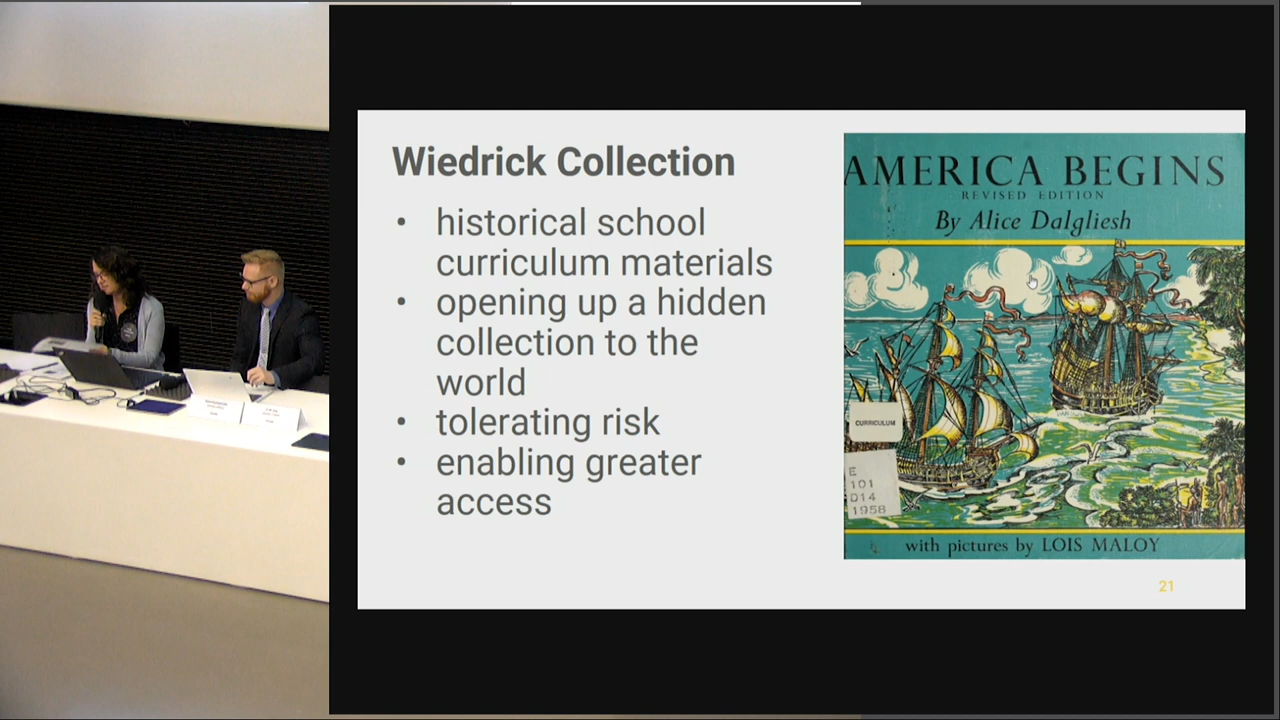 Wiedrick Collection
• historical school
curriculum materials
• opening up a hidden
collection to the
world
• tolerating risk
• enabling greater
access
AMERICA BEGINS
REVISED EDITION
By Alice Dalgliesh
CURRICULUM
E
101
D14
1958
with pictures by LOIS MALOY
21